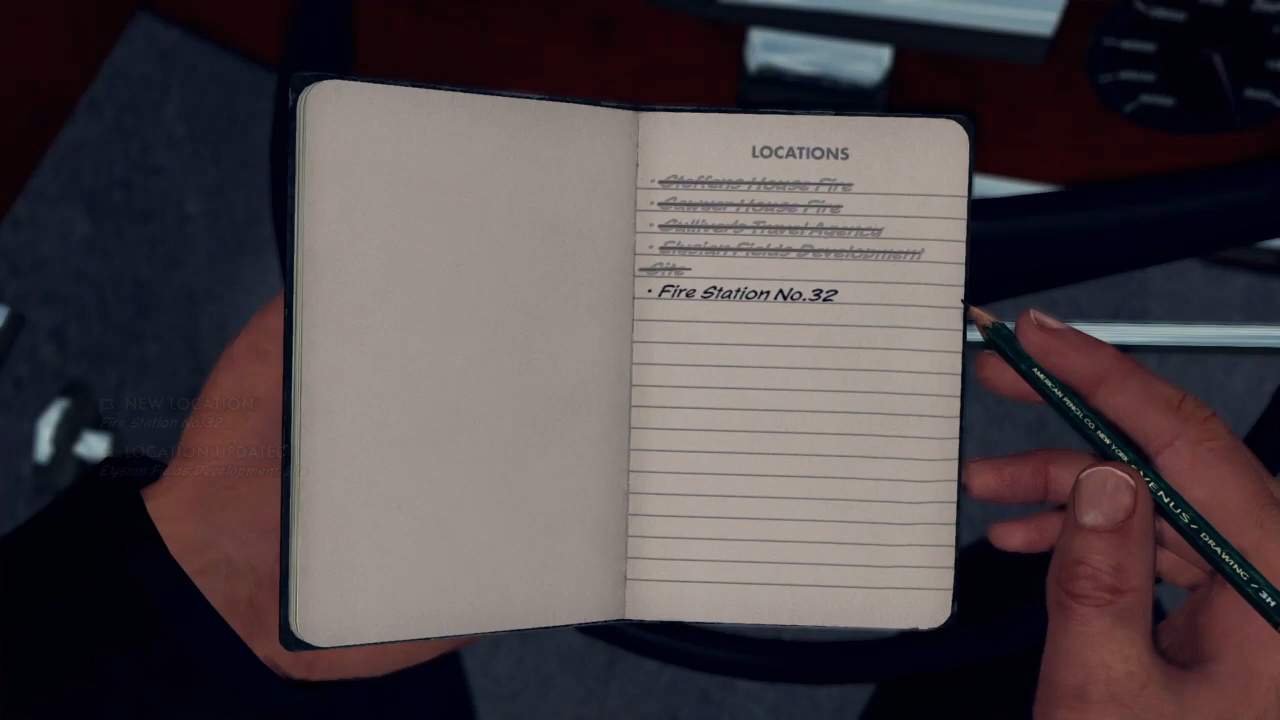 LOCATIONS
· Steffens House Fire
· Sawyer House Fire
· Gulliver's Travel Agency
· Elysian Fields Development
Site
· Fire Station No.32
NEW LOCATION
Fire Station No.32
LOCATION UPDATED
Elysian Fields Development Site
AMERICAN PENCIL CO. NEW YORK VENUS / DRAWING / 3H